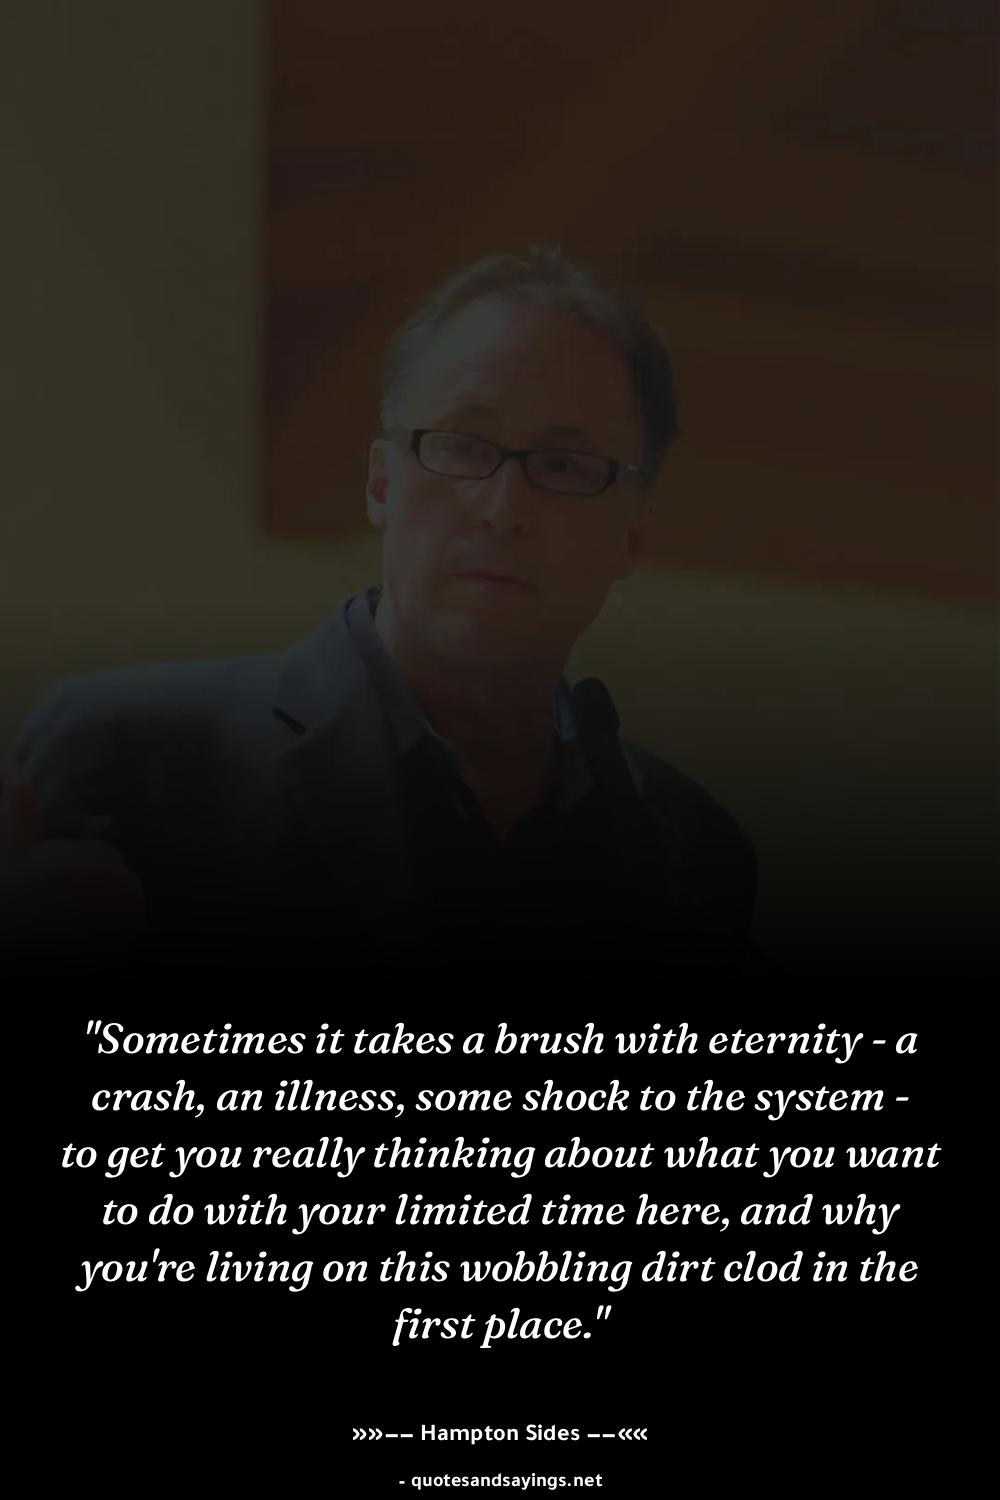 "Sometimes it takes a brush with eternity - a
crash, an illness, some shock to the system -
to get you really thinking about what you want
to do with your limited time here, and why
you're living on this wobbling dirt clod in the
first place."
»»–– Hampton Sides ––««
- quotesandsayings.net